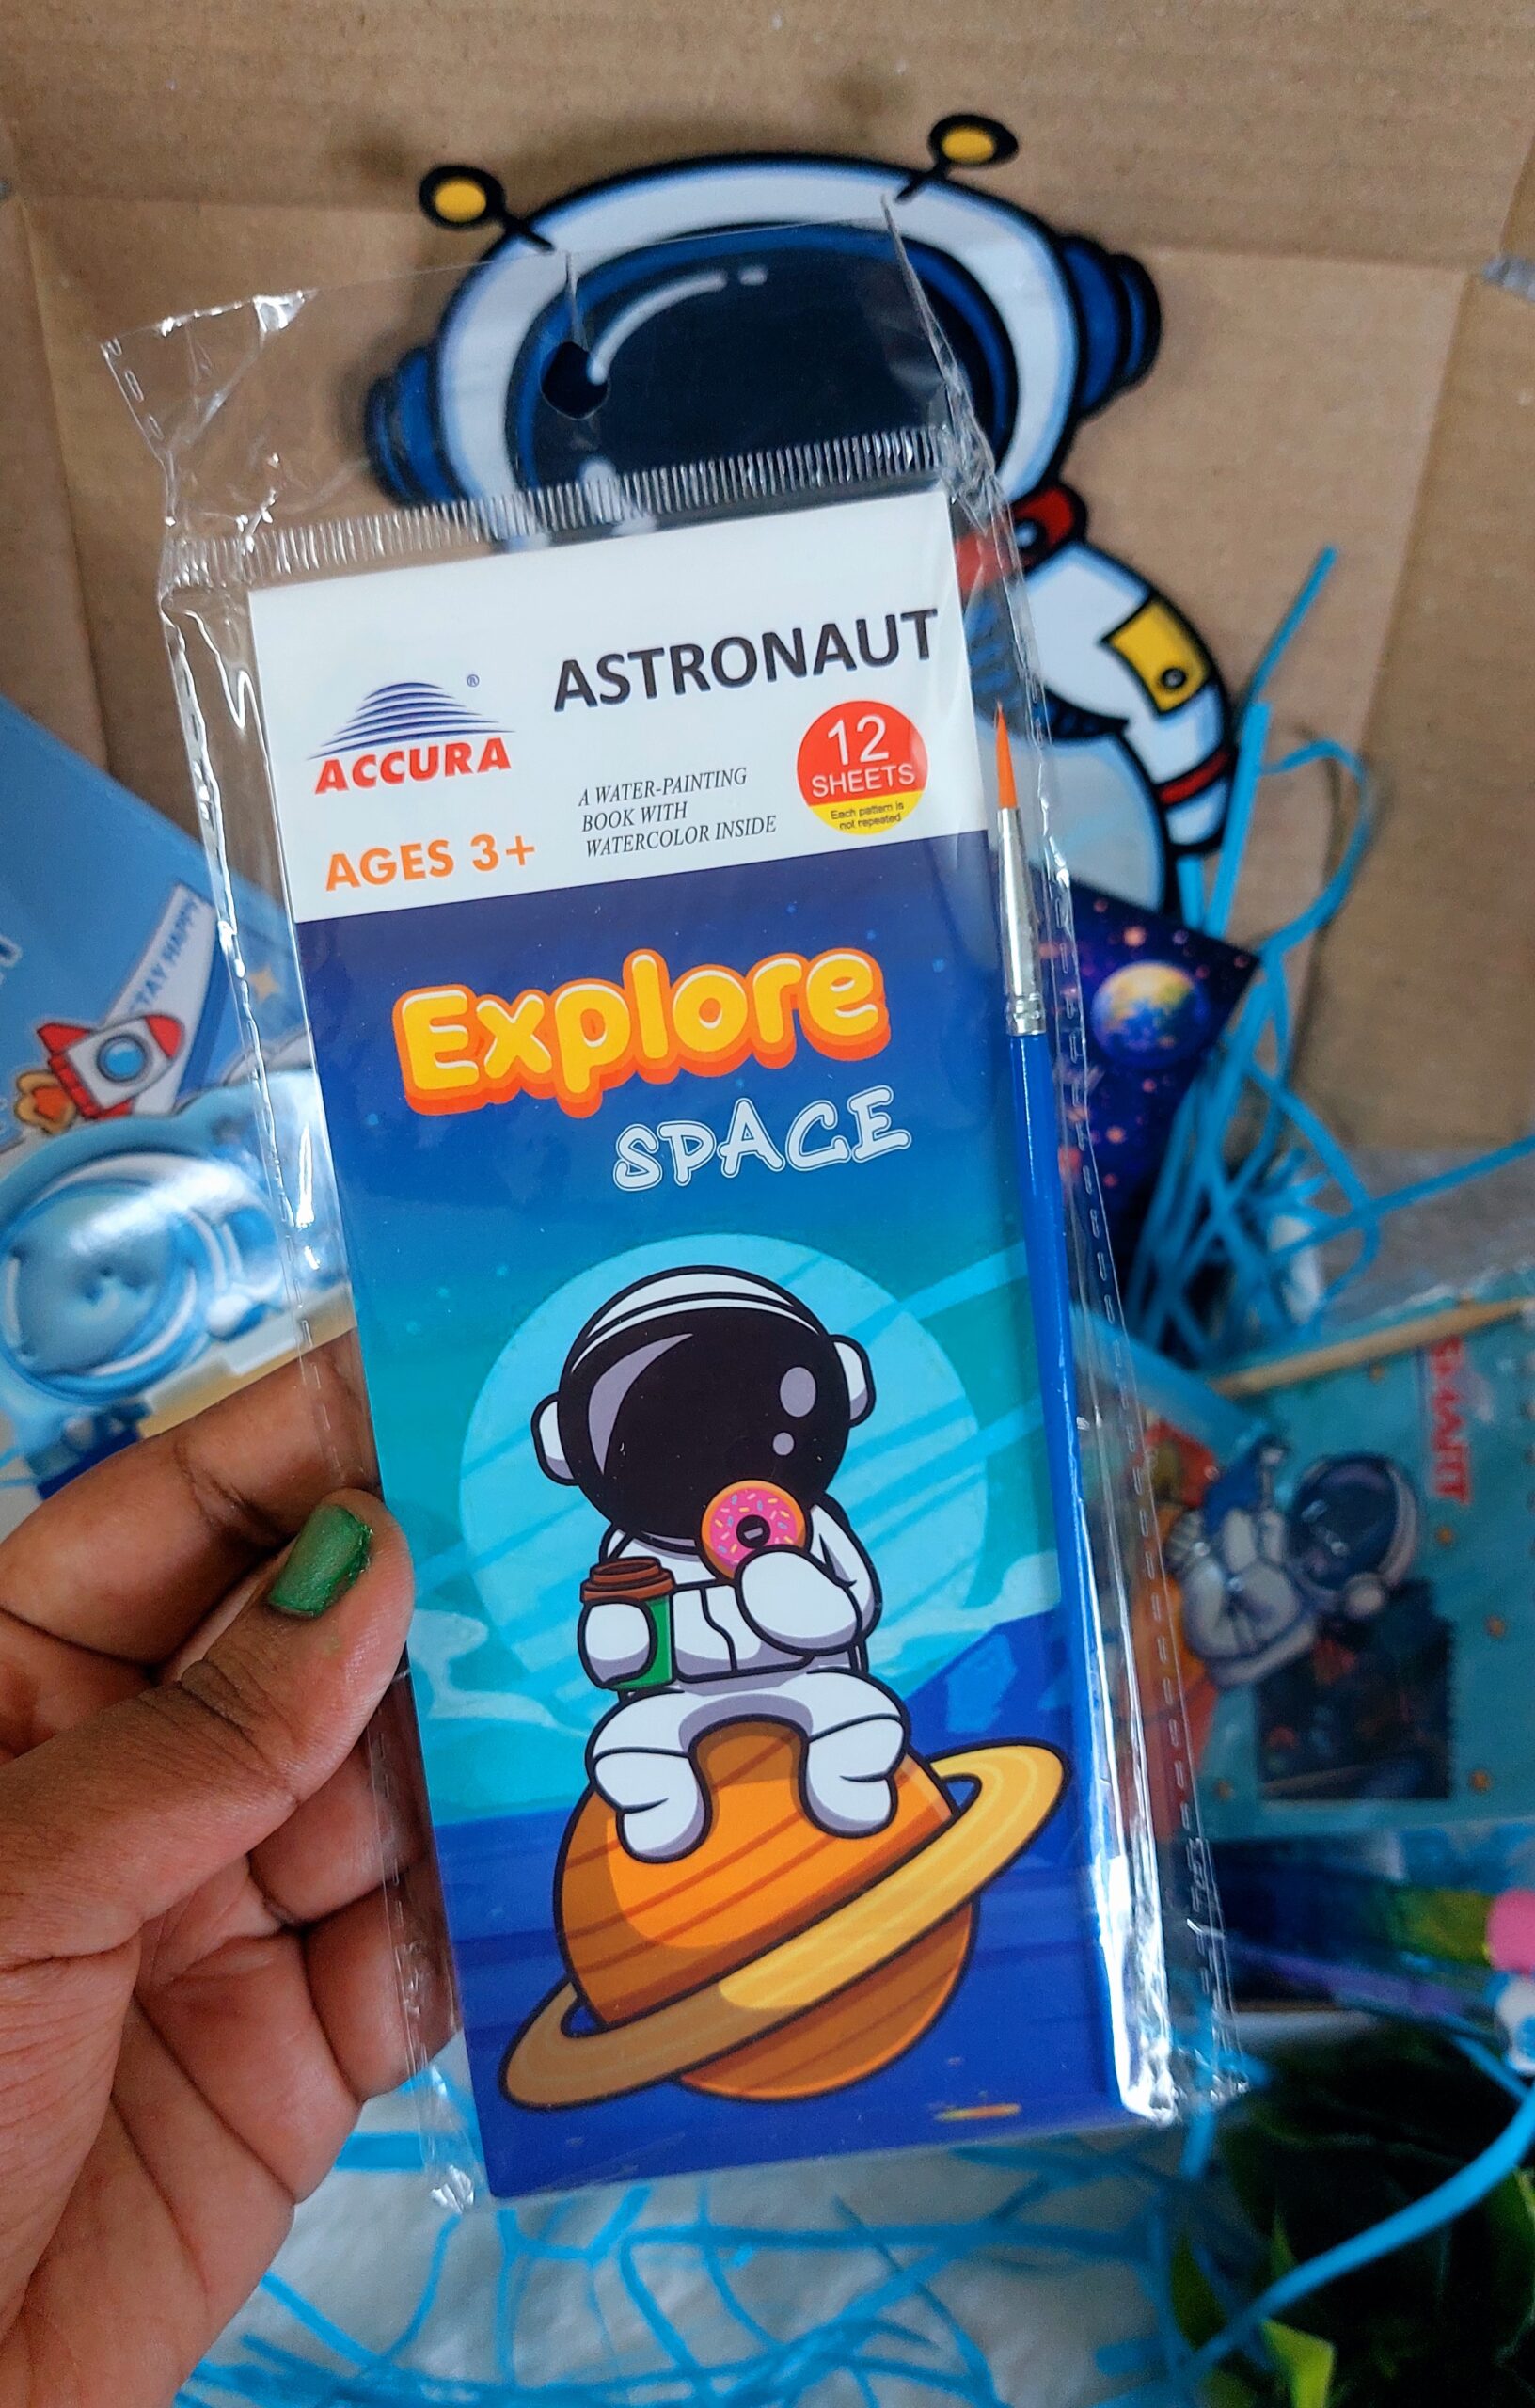 ASTRONAUT
®
ACCURA
12
SHEETS
Each pattern is
not repeated
A WATER-PAINTING
BOOK WITH
WATERCOLOR INSIDE
AGES 3+
Explore
SPACE
STAY HAPPY
SMART